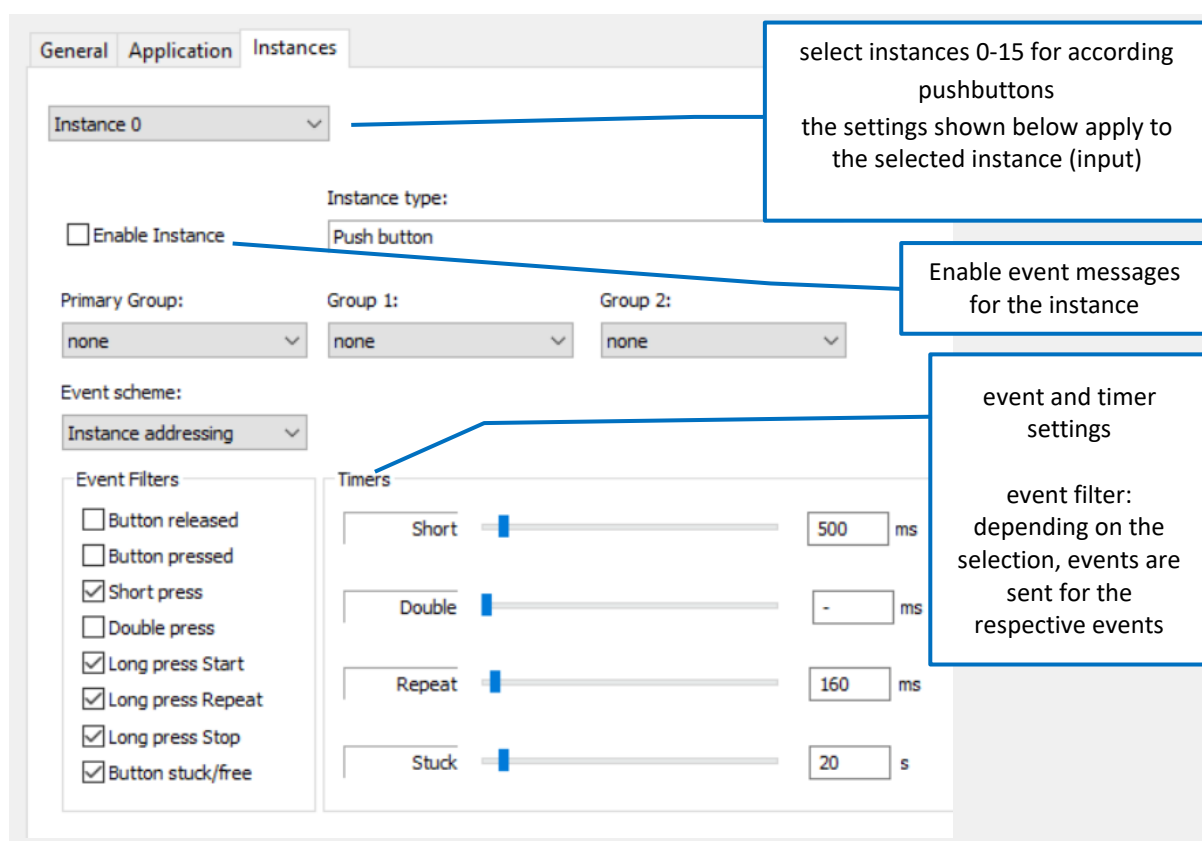 General Application Instances
select instances 0-15 for according
pushbuttons
the settings shown below apply to
the selected instance (input)
Instance 0
Instance type:
Enable Instance
Push button
Enable event messages
for the instance
Primary Group:
Group 1:
Group 2:
none
none
none
Event scheme:
Instance addressing
event and timer
settings
event filter:
depending on the
selection, events are
sent for the
respective events
Event Filters
Button released
Button pressed
Short press
Double press
Long press Start
Long press Repeat
Long press Stop
Button stuck/free
Timers
Short 500 ms
Double - ms
Repeat 160 ms
Stuck 20 s